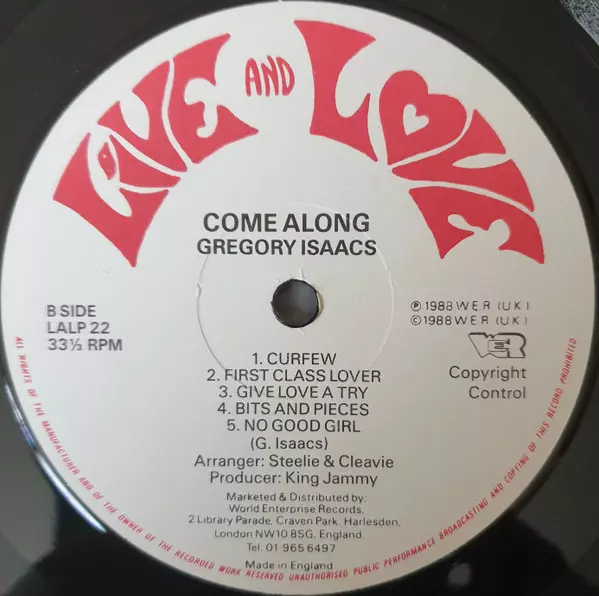 LIVE AND LOVE
COME ALONG
GREGORY ISAACS
B SIDE
LALP 22
33⅓ RPM
℗ 1988 WER (UK)
© 1988 WER (UK)
WER
Copyright
Control
1. CURFEW
2. FIRST CLASS LOVER
3. GIVE LOVE A TRY
4. BITS AND PIECES
5. NO GOOD GIRL
(G. Isaacs)
Arranger: Steelie & Cleavie
Producer: King Jammy
Marketed & Distributed by:
World Enterprise Records,
2 Library Parade, Craven Park, Harlesden,
London NW10 8SG, England.
Tel: 01 965 6497
Made in England
ALL RIGHTS OF THE MANUFACTURER AND OF THE OWNER OF THE RECORDED WORK RESERVED UNAUTHORISED PUBLIC PERFORMANCE BROADCASTING AND COPYING OF THIS RECORD PROHIBITED